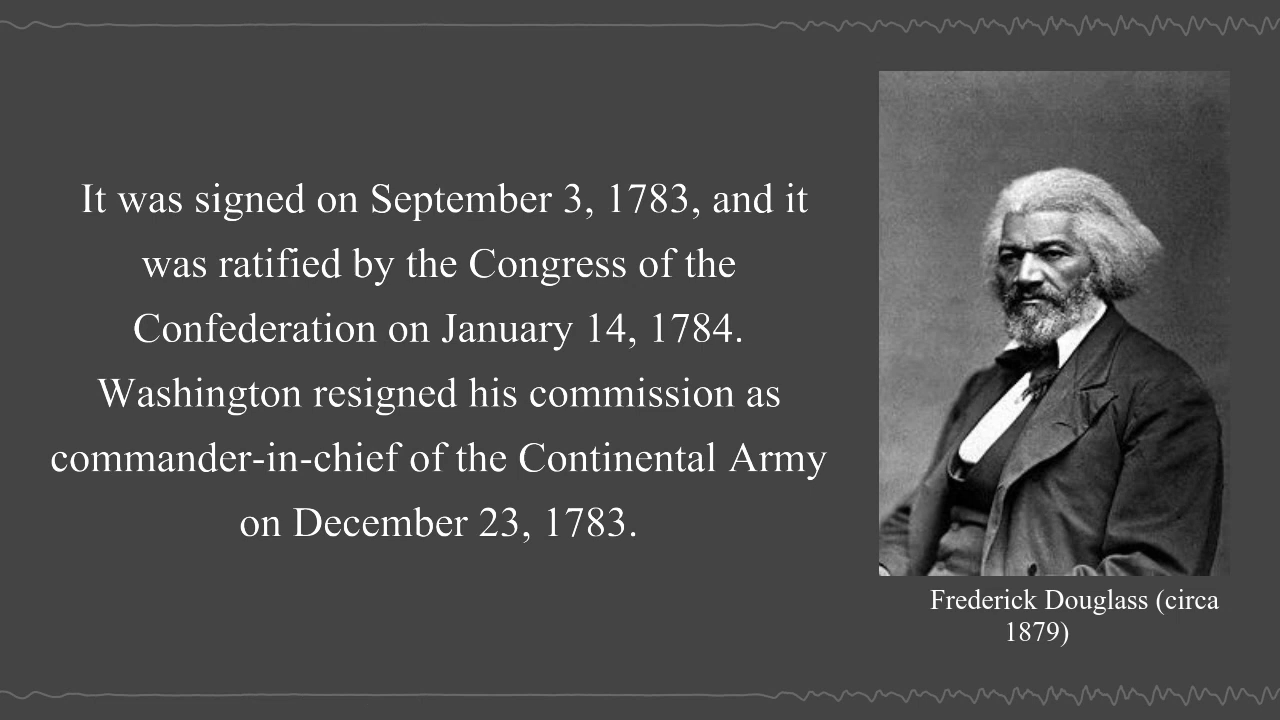 It was signed on September 3, 1783, and it
was ratified by the Congress of the
Confederation on January 14, 1784.
Washington resigned his commission as
commander-in-chief of the Continental Army
on December 23, 1783.
Frederick Douglass (circa
1879)